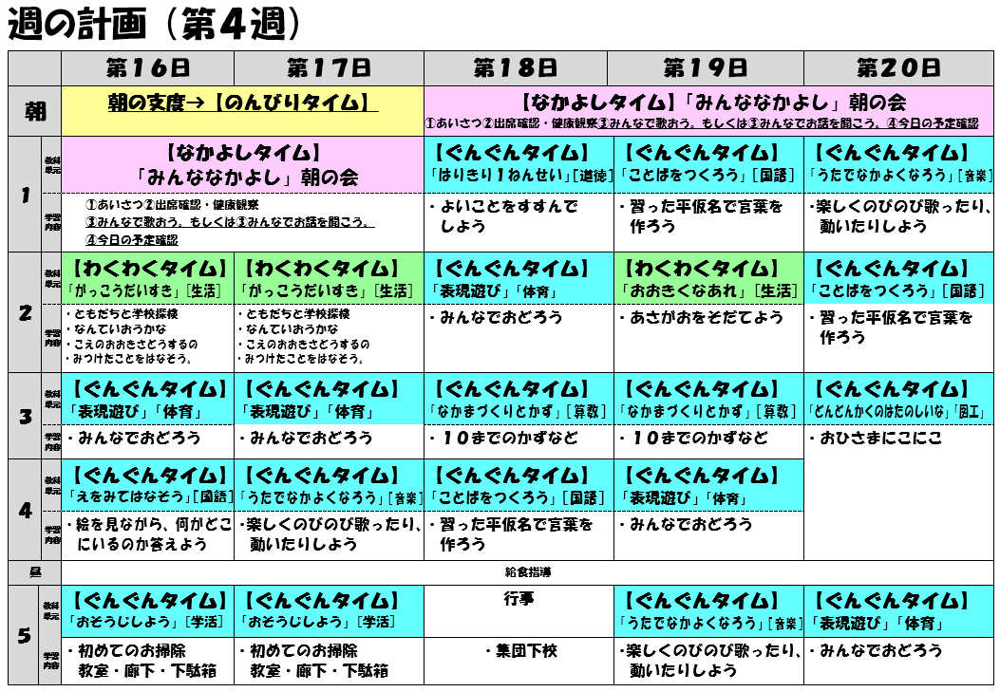 週の計画（第４週）
第１６日
第１７日
第１８日
第１９日
第２０日
朝
朝の支度→【のんびりタイム】
【なかよしタイム】「みんななかよし」朝の会
①あいさつ②出席確認・健康観察③みんなで歌おう。もしくは③みんなでお話を聞こう。④今日の予定確認
1
教科
単元
【なかよしタイム】
「みんななかよし」朝の会
【ぐんぐんタイム】
「はりきり１ねんせい」［道徳］
【ぐんぐんタイム】
「ことばをつくろう」［国語］
【ぐんぐんタイム】
「うたでなかよくなろう」［音楽］
学習
内容
①あいさつ②出席確認・健康観察
③みんなで歌おう。もしくは③みんなでお話を聞こう。
④今日の予定確認
・よいことをすすんで
しよう
・習った平仮名で言葉を
作ろう
・楽しくのびのび歌ったり、
動いたりしよう
2
教科
単元
【わくわくタイム】
「がっこうだいすき」［生活］
【わくわくタイム】
「がっこうだいすき」［生活］
【ぐんぐんタイム】
「表現遊び」「体育」
【わくわくタイム】
「おおきくなあれ」［生活］
【ぐんぐんタイム】
「ことばをつくろう」［国語］
学習
内容
・ともだちと学校探検
・なんていおうかな
・こえのおおきさどうするの
・みつけたことをはなそう。
・ともだちと学校探検
・なんていおうかな
・こえのおおきさどうするの
・みつけたことをはなそう。
・みんなでおどろう
・あさがおをそだてよう
・習った平仮名で言葉を
作ろう
3
教科
単元
【ぐんぐんタイム】
「表現遊び」「体育」
【ぐんぐんタイム】
「表現遊び」「体育」
【ぐんぐんタイム】
「なかまづくりとかず」［算数］
【ぐんぐんタイム】
「なかまづくりとかず」［算数］
【ぐんぐんタイム】
「どんどんかくのはたのしいな」「図工」
学習
内容
・みんなでおどろう
・みんなでおどろう
・１０までのかずなど
・１０までのかずなど
・おひさまにこにこ
4
教科
単元
【ぐんぐんタイム】
「えをみてはなそう」［国語］
【ぐんぐんタイム】
「うたでなかよくなろう」［音楽］
【ぐんぐんタイム】
「ことばをつくろう」［国語］
【ぐんぐんタイム】
「表現遊び」「体育」
学習
内容
・絵を見ながら、何がどこ
にいるのか答えよう
・楽しくのびのび歌ったり、
動いたりしよう
・習った平仮名で言葉を
作ろう
・みんなでおどろう
昼
給食指導
5
教科
単元
【ぐんぐんタイム】
「おそうじしよう」［学活］
【ぐんぐんタイム】
「おそうじしよう」［学活］
行事
【ぐんぐんタイム】
「うたでなかよくなろう」［音楽］
【ぐんぐんタイム】
「表現遊び」「体育」
学習
内容
・初めてのお掃除
教室・廊下・下駄箱
・初めてのお掃除
教室・廊下・下駄箱
・集団下校
・楽しくのびのび歌ったり、
動いたりしよう
・みんなでおどろう